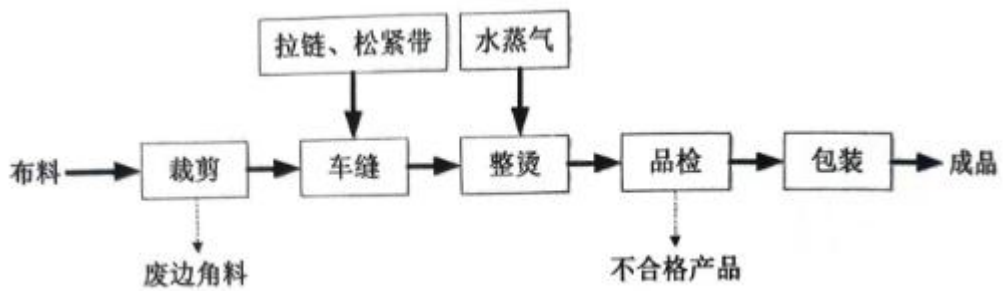 拉链、松紧带 水蒸气
布料 裁剪 车缝 整烫 品检 包装 成品
废边角料 不合格产品